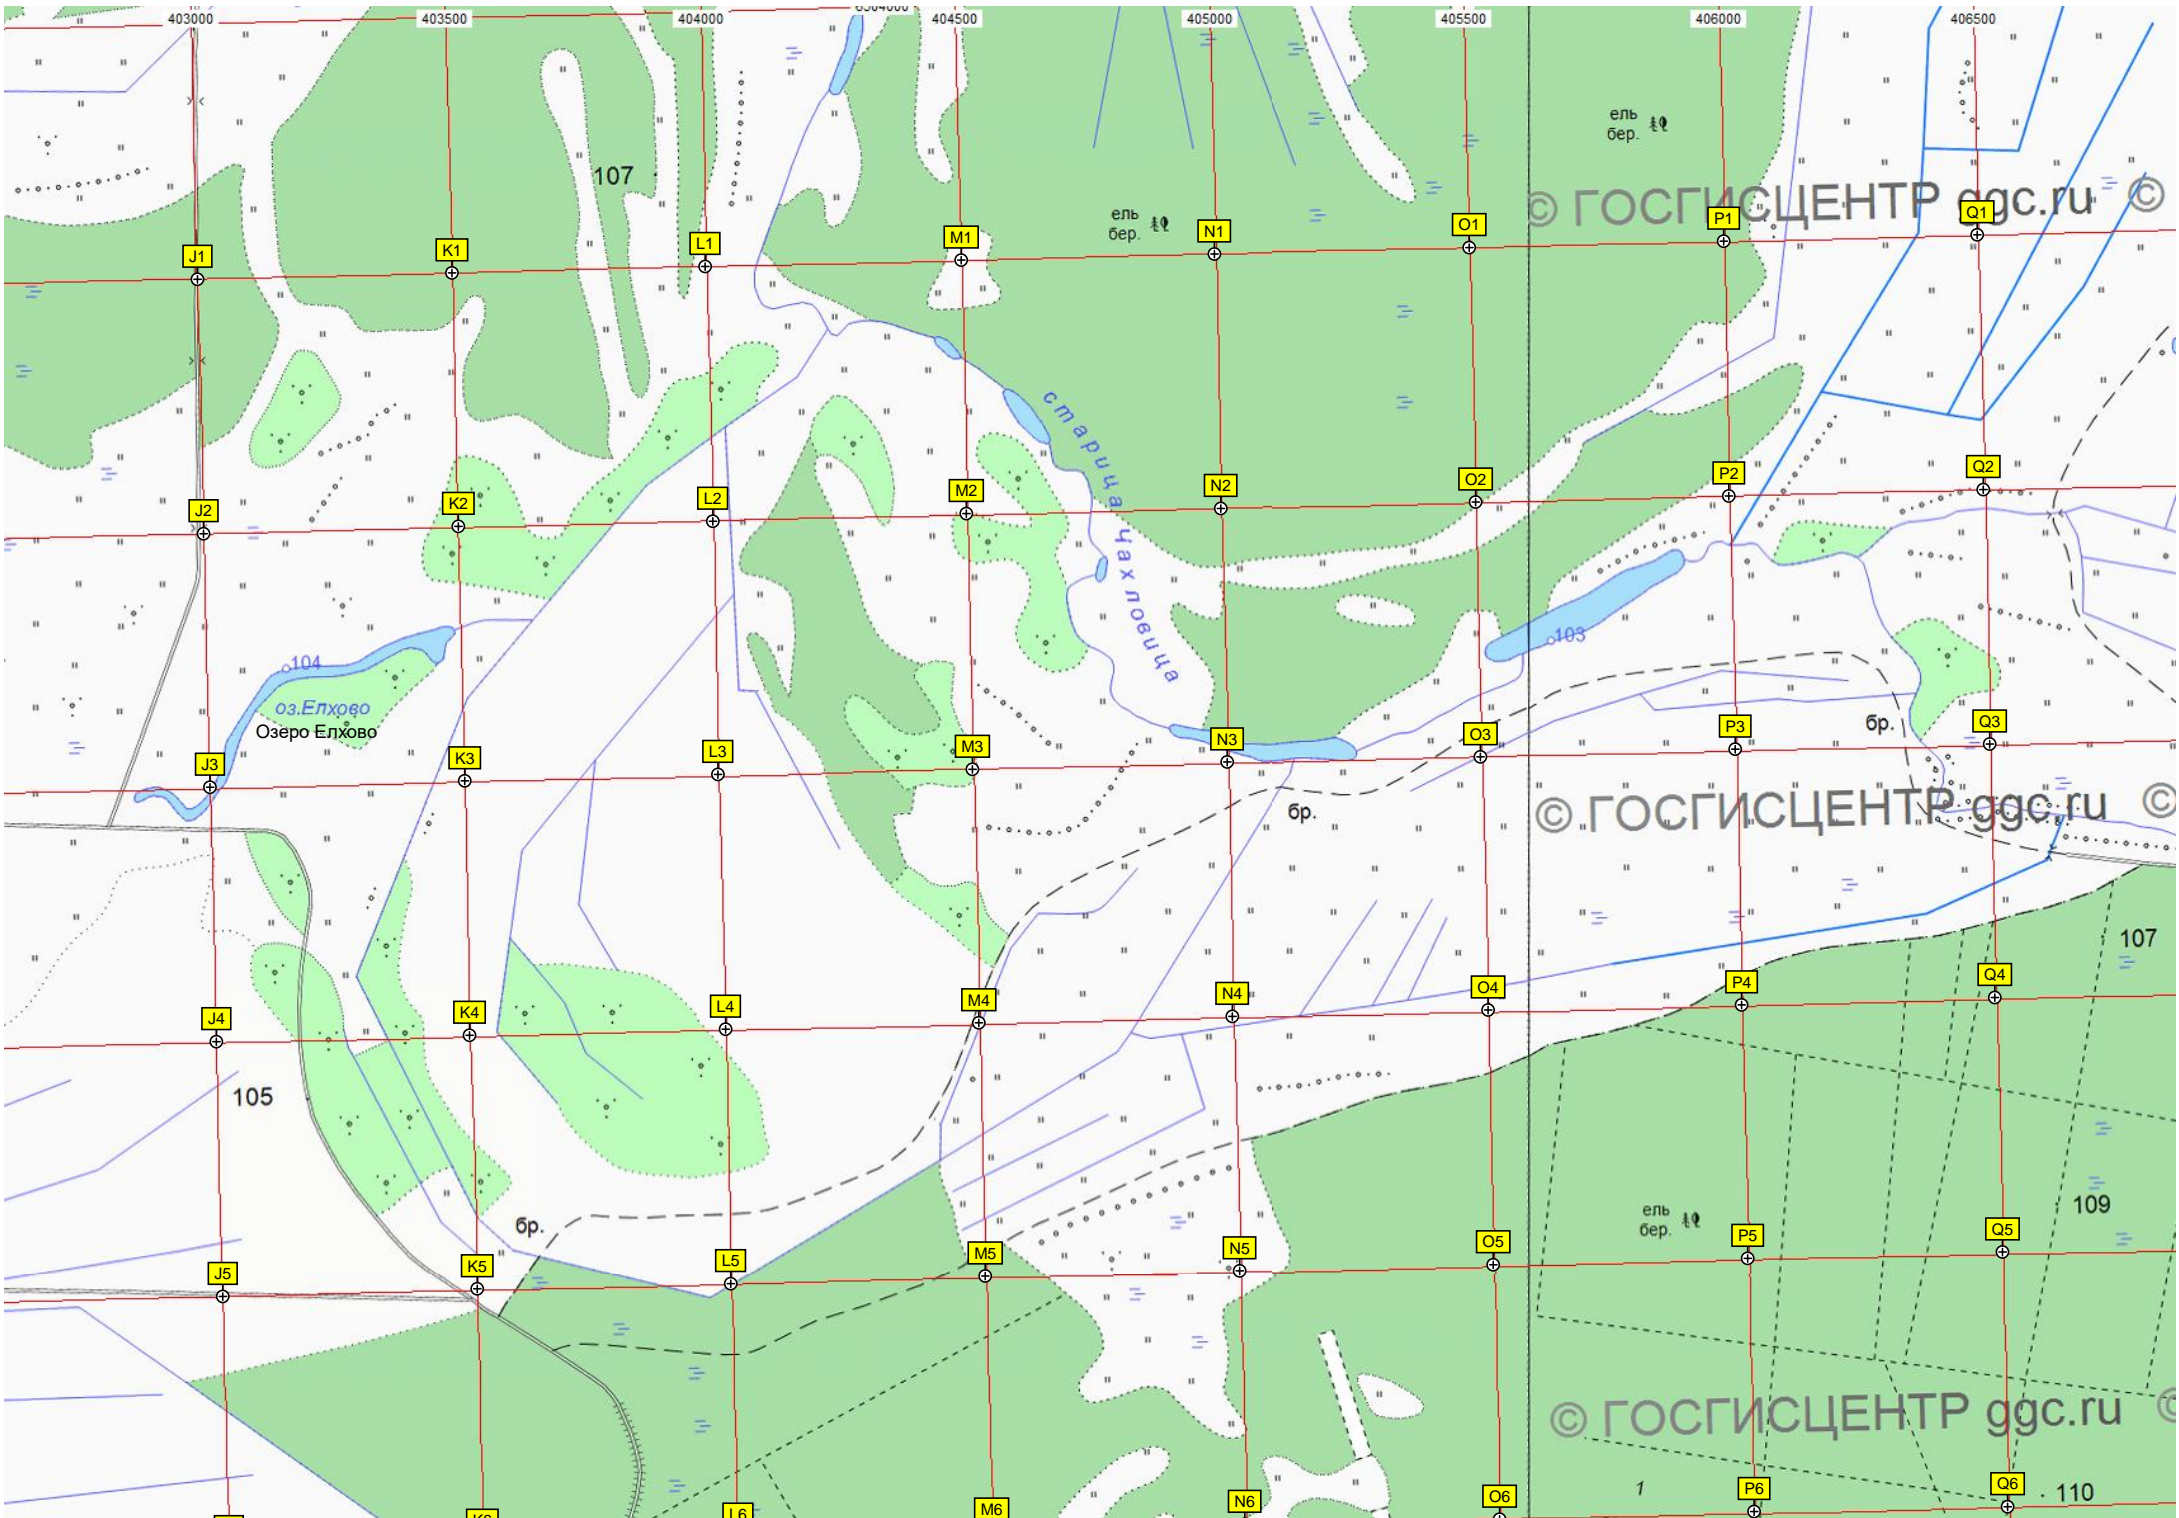 403000 403500 404000 6504000 404500 405000 405500 406000 406500
ель
бер.
107
© ГОСГИСЦЕНТР ggc.ru ©
ель
бер.
J1 K1 L1 M1 N1 O1 P1 Q1
старица Чахловица
J2 K2 L2 M2 N2 O2 P2 Q2
104
103
оз.Елхово
Озеро Елхово
бр.
J3 K3 L3 M3 N3 O3 P3 Q3
бр.
© ГОСГИСЦЕНТР ggc.ru ©
107
J4 K4 L4 M4 N4 O4 P4 Q4
105
109
ель
бер.
бр.
J5 K5 L5 M5 N5 O5 P5 Q5
© ГОСГИСЦЕНТР ggc.ru ©
1
110
L6 M6 N6 O6 P6 Q6